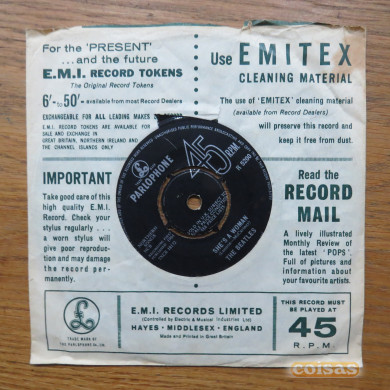 For the 'PRESENT'
...and the future
E.M.I. RECORD TOKENS
The Original Record Tokens
6'/-50'- available from most Record Dealers
EXCHANGEABLE FOR ALL LEADING MAKES
E.M.I. RECORD TOKENS ARE AVAILABLE FOR
SALE AND EXCHANGE IN
GREAT BRITAIN, NORTHERN IRELAND AND
THE CHANNEL ISLANDS ONLY
Use EMITEX
CLEANING MATERIAL
The use of 'EMITEX' cleaning material
(available from Record Dealers)
will preserve this record and
keep it free from dust.
IMPORTANT
Take good care of this
high quality E.M.I.
Record. Check your
stylus regularly ...
a worn stylus will
give poor reproduc-
tion and may damage
the record per-
manently.
PARLOPHONE
45
RPM
R 5200
SHE'S A WOMAN
THE BEATLES
Read the
RECORD
MAIL
A lively illustrated
Monthly Review of
the latest 'POPS'
Full of pictures and
information about
your favourite artists.
TRADE MARK OF
THE PARLOPHONE Co. Ltd.
E.M.I. RECORDS LIMITED
(Controlled by Electric & Musical Industries Ltd.)
HAYES • MIDDLESEX • ENGLAND
Made and Printed in Great Britain
THIS RECORD MUST
BE PLAYED AT
45
R.P.M.
coisas